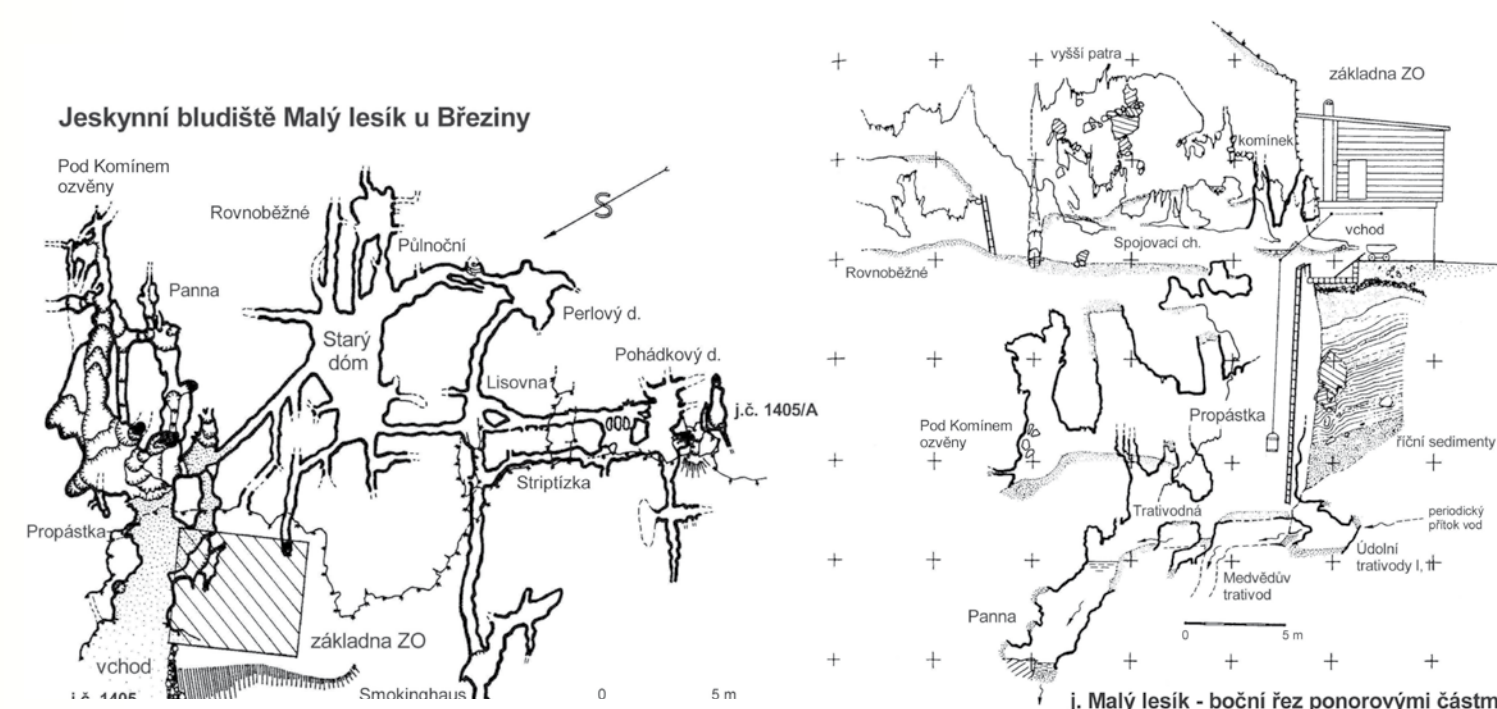 Jeskynní bludiště Malý lesík u Březiny
Pod Komínem
ozvěny
Rovnoběžné
S
Půlnoční
Panna
Perlový d.
Starý
dóm
Pohádkový d.
Lisovna
j.č. 1405/A
Striptízka
Propástka
základna ZO
vchod
j.č. 1405
Smokinghaus
0
5 m
vyšší patra
základna ZO
komínek
vchod
Spojovací ch.
Rovnoběžné
Propástka
Pod Komínem
ozvěny
říční sedimenty
Trativodná
periodický
přítok vod
Údolní
trativody I, II
Medvědův
trativod
Panna
0
5 m
j. Malý lesík - boční řez ponorovými částm